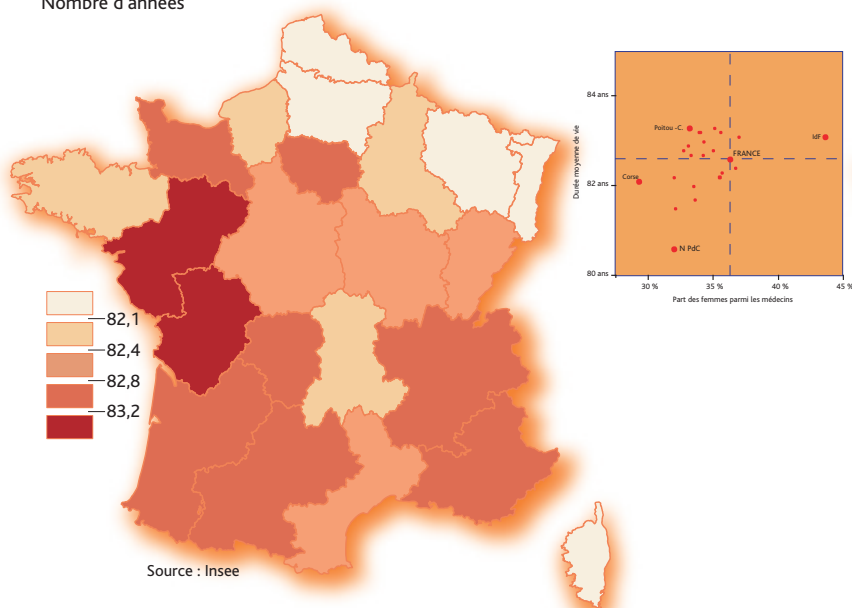 Nombre d'années
82,1
82,4
82,8
83,2
Source : Insee
Durée moyenne de vie
84 ans
82 ans
80 ans
Poitou -C.
IdF
FRANCE
Corse
N PdC
30 %
35 %
40 %
45 %
Part des femmes parmi les médecins